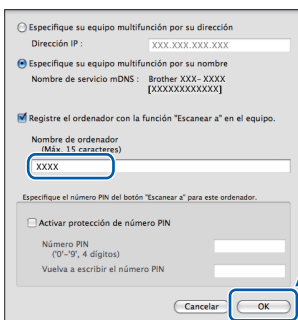 Especifique su equipo multifunción por su dirección
Dirección IP : XXX.XXX.XXX.XXX
Especifique su equipo multifunción por su nombre
Nombre de servicio mDNS : Brother XXX- XXXX
[XXXXXXXXXXXX]
Registre el ordenador con la función "Escanear a" en el equipo.
Nombre de ordenador
(Máx. 15 caracteres)
XXXX
Especifique el número PIN del botón "Escanear a" para este ordenador.
Activar protección de número PIN
Número PIN
('0'-'9', 4 dígitos)
Vuelva a escribir el número PIN
Cancelar OK